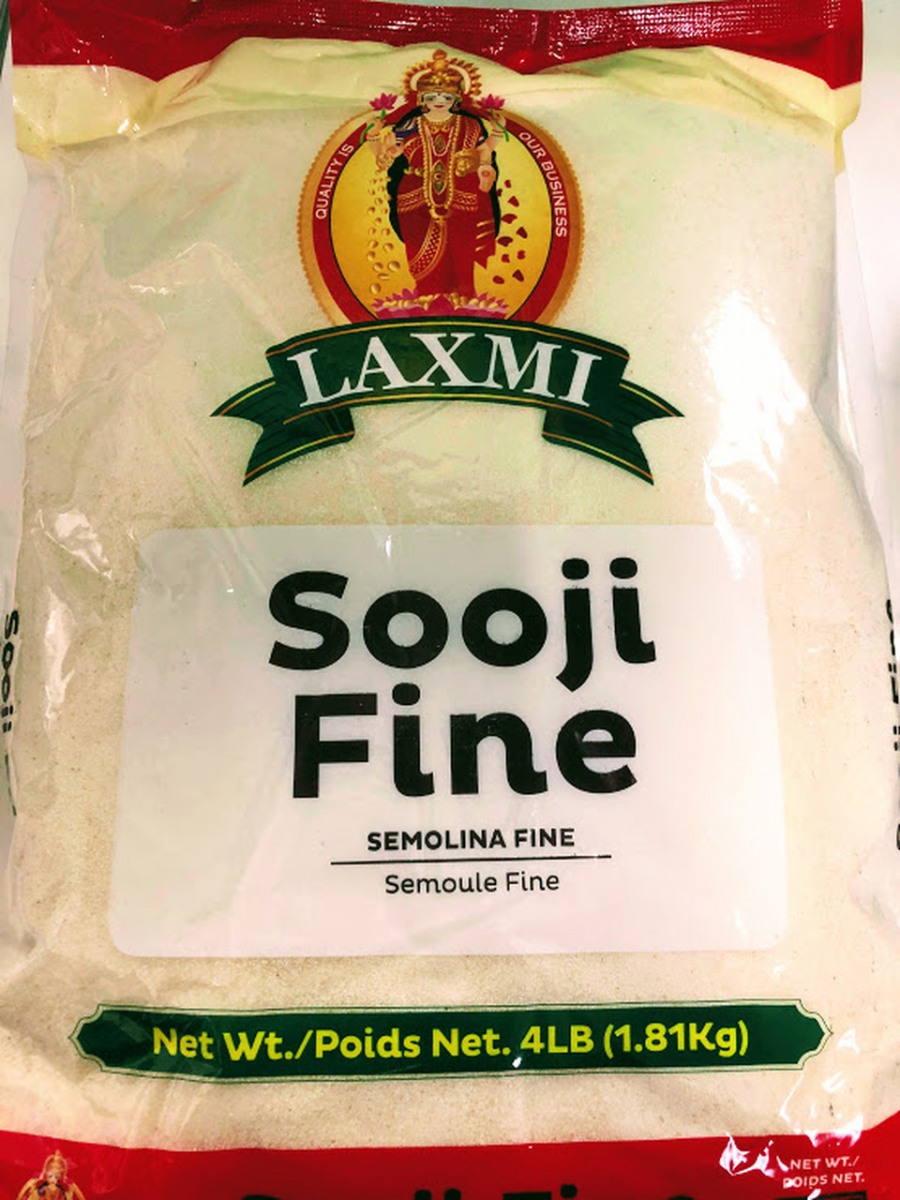 QUALITY IS
OUR BUSINESS
LAXMI
Sooji
Fine
SEMOLINA FINE
Semoule Fine
Net Wt./Poids Net. 4LB (1.81Kg)
Sooji
NET WT./
POIDS NET.